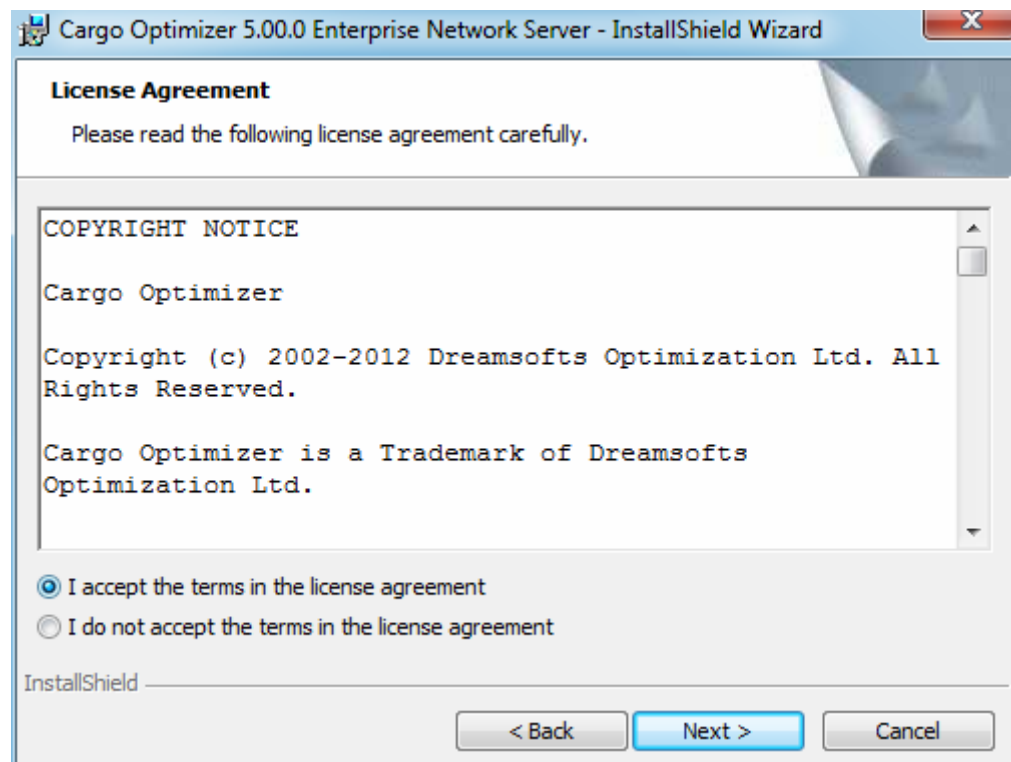 Cargo Optimizer 5.00.0 Enterprise Network Server - InstallShield Wizard
License Agreement
Please read the following license agreement carefully.
COPYRIGHT NOTICE
Cargo Optimizer
Copyright (c) 2002-2012 Dreamsofts Optimization Ltd. All
Rights Reserved.
Cargo Optimizer is a Trademark of Dreamsofts
Optimization Ltd.
I accept the terms in the license agreement
I do not accept the terms in the license agreement
InstallShield
< Back Next > Cancel